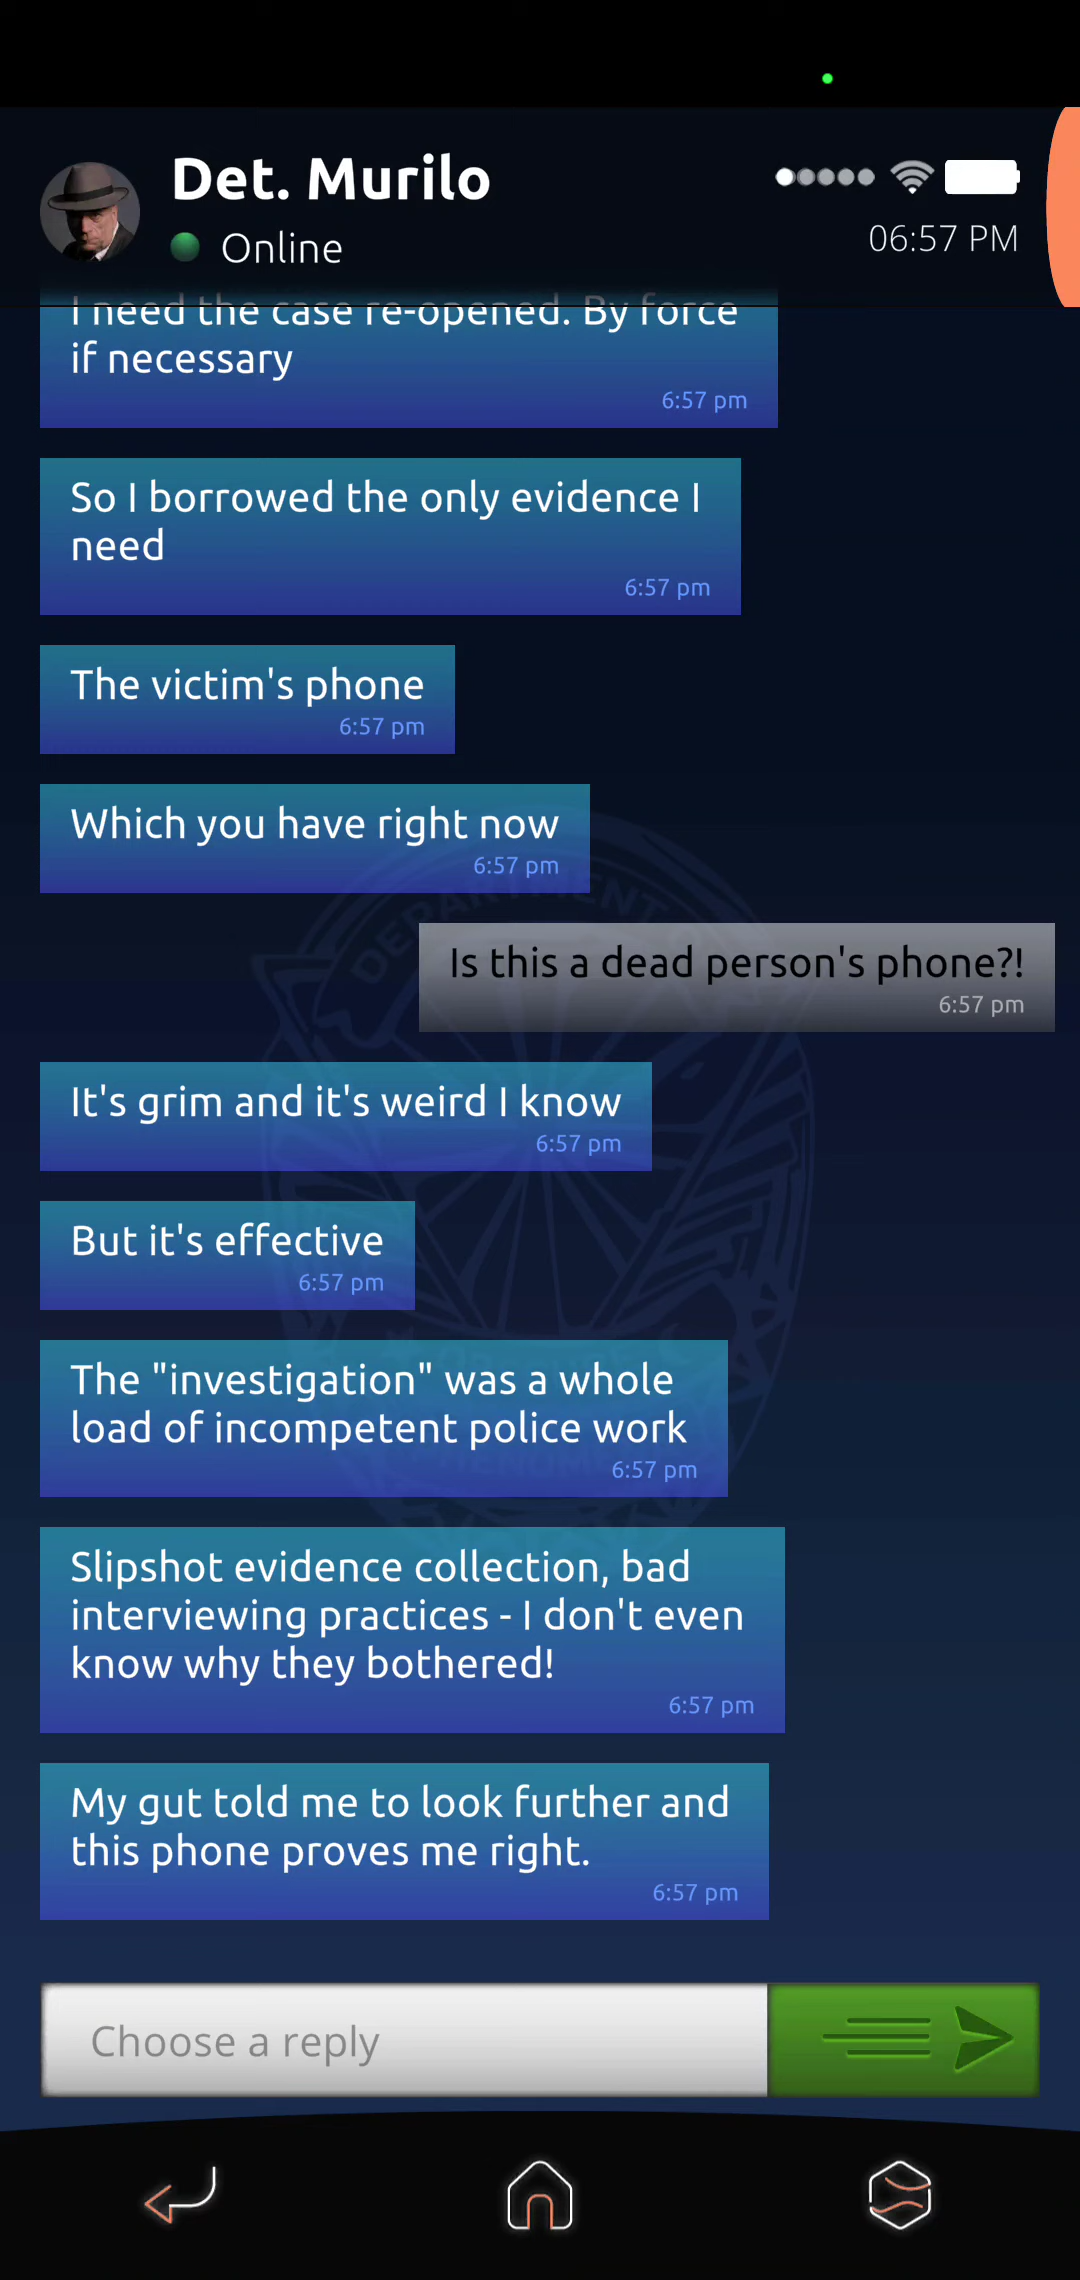 Det. Murilo
Online
06:57 PM
I need the case re-opened. By force
if necessary
6:57 pm
So I borrowed the only evidence I
need
6:57 pm
The victim's phone
6:57 pm
Which you have right now
6:57 pm
Is this a dead person's phone?!
6:57 pm
It's grim and it's weird I know
6:57 pm
But it's effective
6:57 pm
The "investigation" was a whole
load of incompetent police work
6:57 pm
Slipshot evidence collection, bad
interviewing practices - I don't even
know why they bothered!
6:57 pm
My gut told me to look further and
this phone proves me right.
6:57 pm
Choose a reply
DEPARTMENT